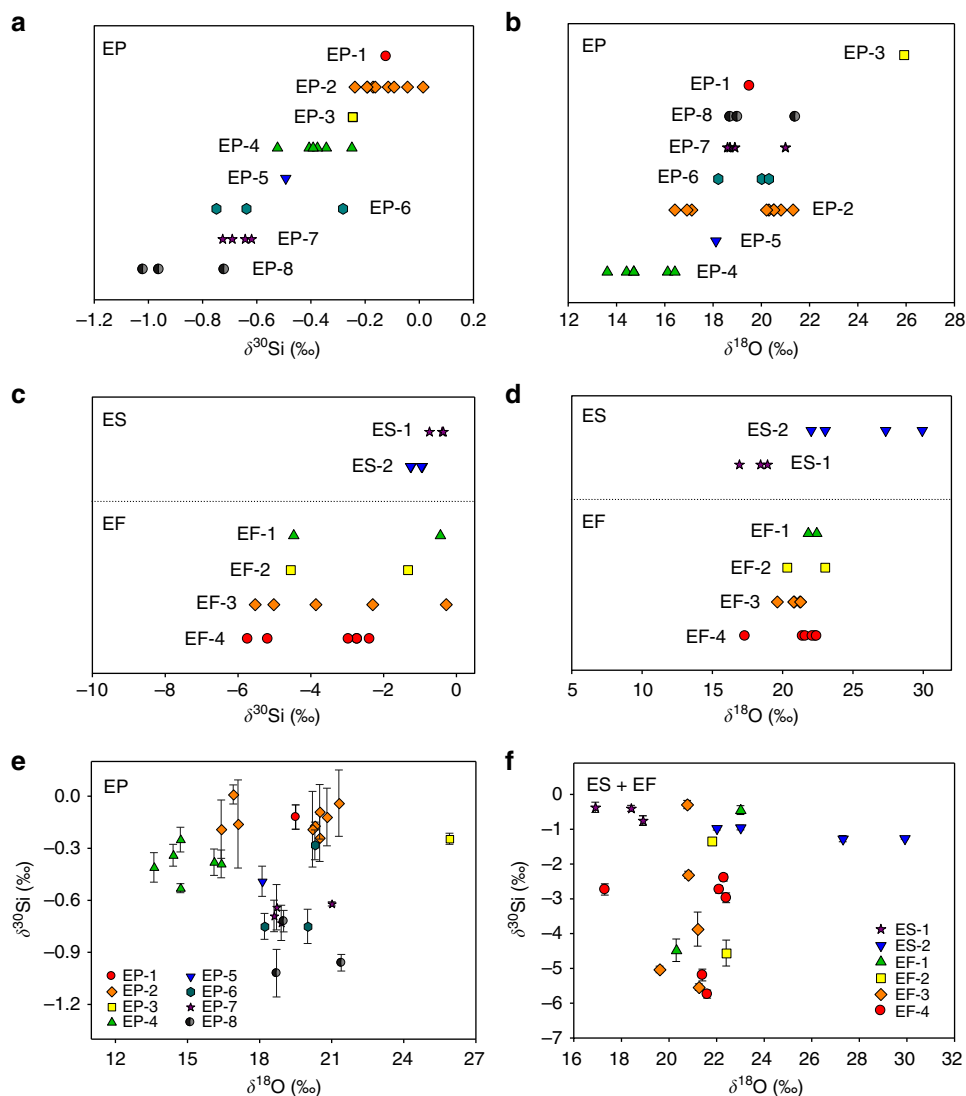 a
EP
EP-1
EP-2
EP-3
EP-4
EP-5
EP-6
EP-7
EP-8
−1.2 −1.0 −0.8 −0.6 −0.4 −0.2 0.0 0.2
δ30Si (‰)
b
EP
EP-3
EP-1
EP-8
EP-7
EP-6
EP-2
EP-5
EP-4
12 14 16 18 20 22 24 26 28
δ18O (‰)
c
ES
ES-1
ES-2
EF
EF-1
EF-2
EF-3
EF-4
−10 −8 −6 −4 −2 0
δ30Si (‰)
d
ES
ES-2
ES-1
EF
EF-1
EF-2
EF-3
EF-4
5 10 15 20 25 30
δ18O (‰)
e
EP
0.0
−0.3
−0.6
−0.9
−1.2
δ30Si (‰)
EP-1 EP-5
EP-2 EP-6
EP-3 EP-7
EP-4 EP-8
12 15 18 21 24 27
δ18O (‰)
f
ES + EF
0
−1
−2
−3
−4
−5
−6
−7
δ30Si (‰)
ES-1
ES-2
EF-1
EF-2
EF-3
EF-4
16 18 20 22 24 26 28 30 32
δ18O (‰)